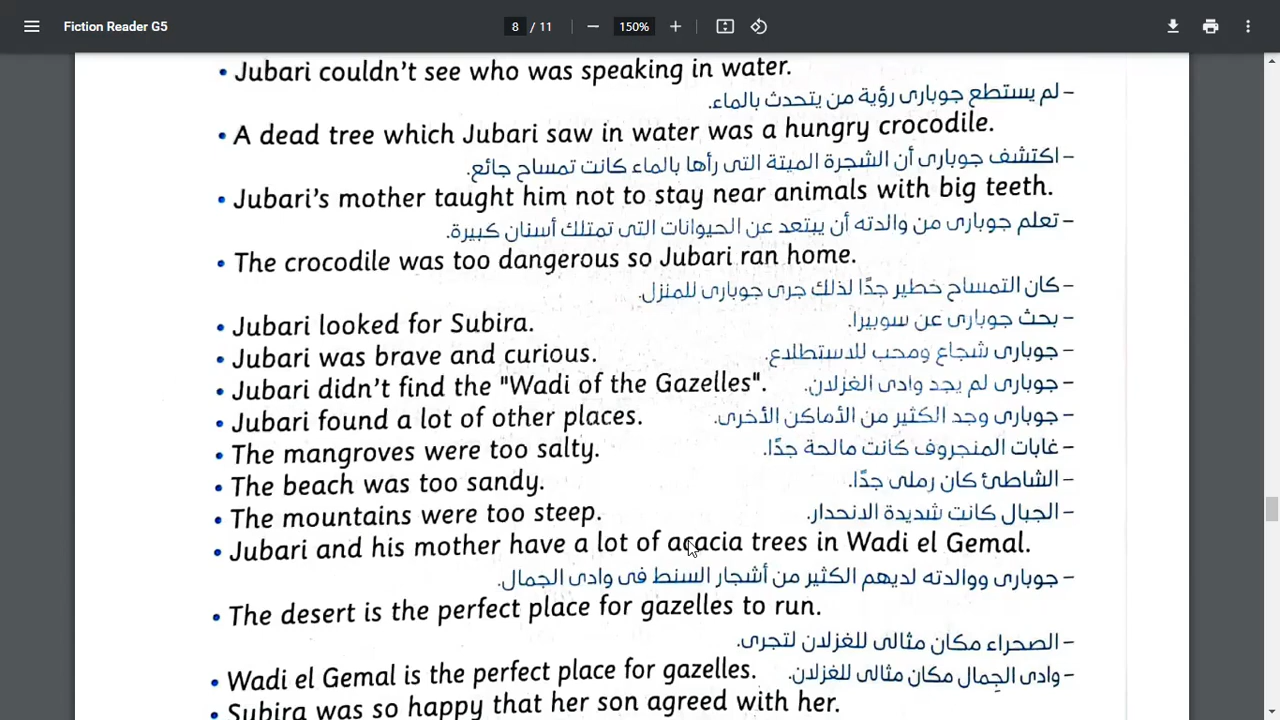 Fiction Reader G5
8 / 11
150%
• Jubari couldn't see who was speaking in water.
- لم يستطع جوبارى رؤية من يتحدث بالماء.
• A dead tree which Jubari saw in water was a hungry crocodile.
- اكتشف جوبارى أن الشجرة الميتة التى رأها بالماء كانت تمساح جائع.
• Jubari's mother taught him not to stay near animals with big teeth.
- تعلم جوبارى من والدته أن يبتعد عن الحيوانات التى تمتلك أسنان كبيرة.
• The crocodile was too dangerous so Jubari ran home.
- كان التمساح خطير جدًا لذلك جرى جوبارى للمنزل.
• Jubari looked for Subira. - بحث جوبارى عن سوبيرا.
• Jubari was brave and curious. - جوبارى شجاع ومحب للاستطلاع.
• Jubari didn't find the "Wadi of the Gazelles". - جوبارى لم يجد وادى الغزلان.
• Jubari found a lot of other places. - جوبارى وجد الكثير من الأماكن الأخرى.
• The mangroves were too salty. - غابات المنجروف كانت مالحة جدًا.
• The beach was too sandy. - الشاطئ كان رملى جدًا.
• The mountains were too steep. - الجبال كانت شديدة الانحدار.
• Jubari and his mother have a lot of acacia trees in Wadi el Gemal.
- جوبارى ووالدته لديهم الكثير من أشجار السنط فى وادى الجمال.
• The desert is the perfect place for gazelles to run.
- الصحراء مكان مثالى للغزلان لتجرى.
• Wadi el Gemal is the perfect place for gazelles. - وادى الجِمال مكان مثالى للغزلان.
• Subira was so happy that her son agreed with her.